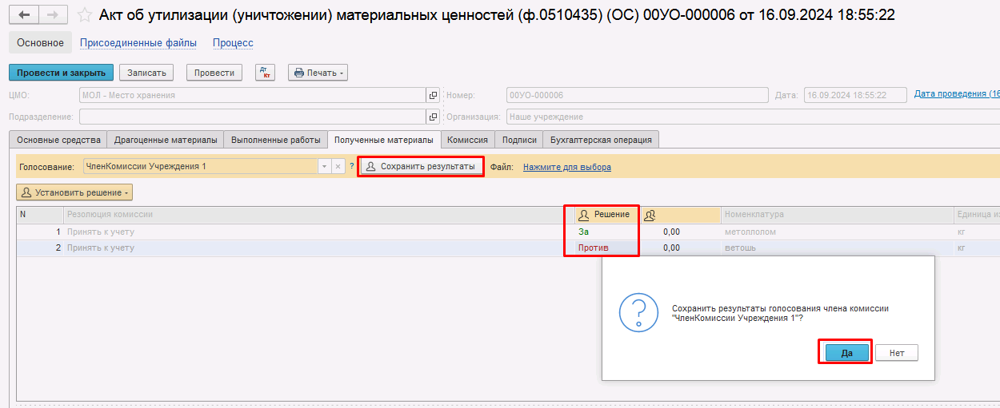 Акт об утилизации (уничтожении) материальных ценностей (ф.0510435) (ОС) 00УО-000006 от 16.09.2024 18:55:22
Основное Присоединенные файлы Процесс
Провести и закрыть Записать Провести Дт Кт Печать
ЦМО: МОЛ - Место хранения Номер: 00УО-000006 Дата: 16.09.2024 18:55:22 Дата проведения (16
Подразделение: Организация: Наше учреждение
Основные средства Драгоценные материалы Выполненные работы Полученные материалы Комиссия Подписи Бухгалтерская операция
Голосование: ЧленКомиссии Учреждения 1 ? Сохранить результаты Файл: Нажмите для выбора
Установить решение
N Резолюция комиссии Решение Номенклатура Единица из
1 Принять к учету За 0,00 метоллолом кг
2 Принять к учету Против 0,00 ветошь кг
Сохранить результаты голосования члена комиссии
"ЧленКомиссии Учреждения 1"?
Да Нет